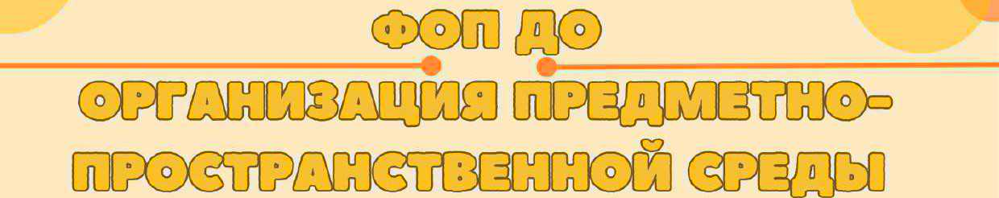 ФОП ДО
ОРГАНИЗАЦИЯ ПРЕДМЕТНО-
ПРОСТРАНСТВЕННОЙ СРЕДЫ